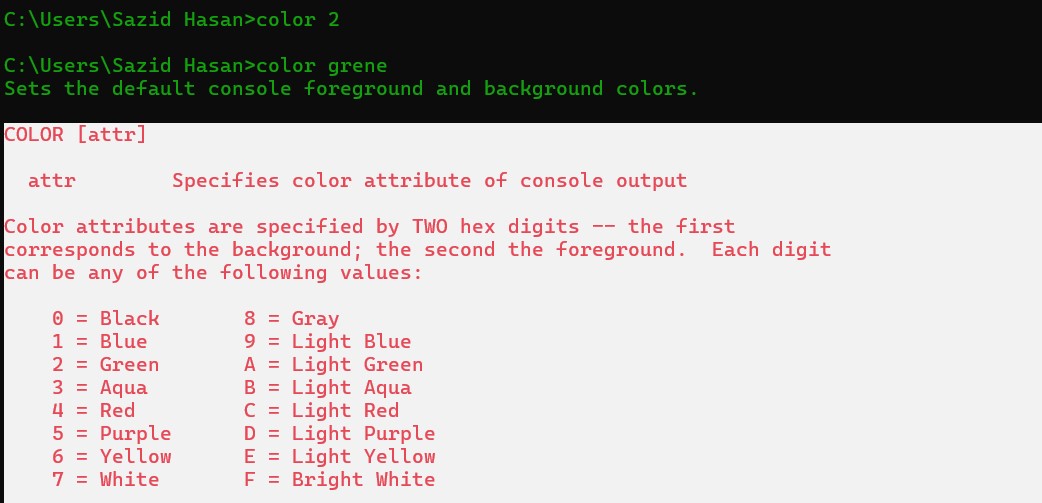 C:\Users\Sazid Hasan>color 2
C:\Users\Sazid Hasan>color grene
Sets the default console foreground and background colors.
COLOR [attr]
attr        Specifies color attribute of console output
Color attributes are specified by TWO hex digits -- the first
corresponds to the background; the second the foreground.  Each digit
can be any of the following values:
0 = Black       8 = Gray
1 = Blue        9 = Light Blue
2 = Green       A = Light Green
3 = Aqua        B = Light Aqua
4 = Red         C = Light Red
5 = Purple      D = Light Purple
6 = Yellow      E = Light Yellow
7 = White       F = Bright White